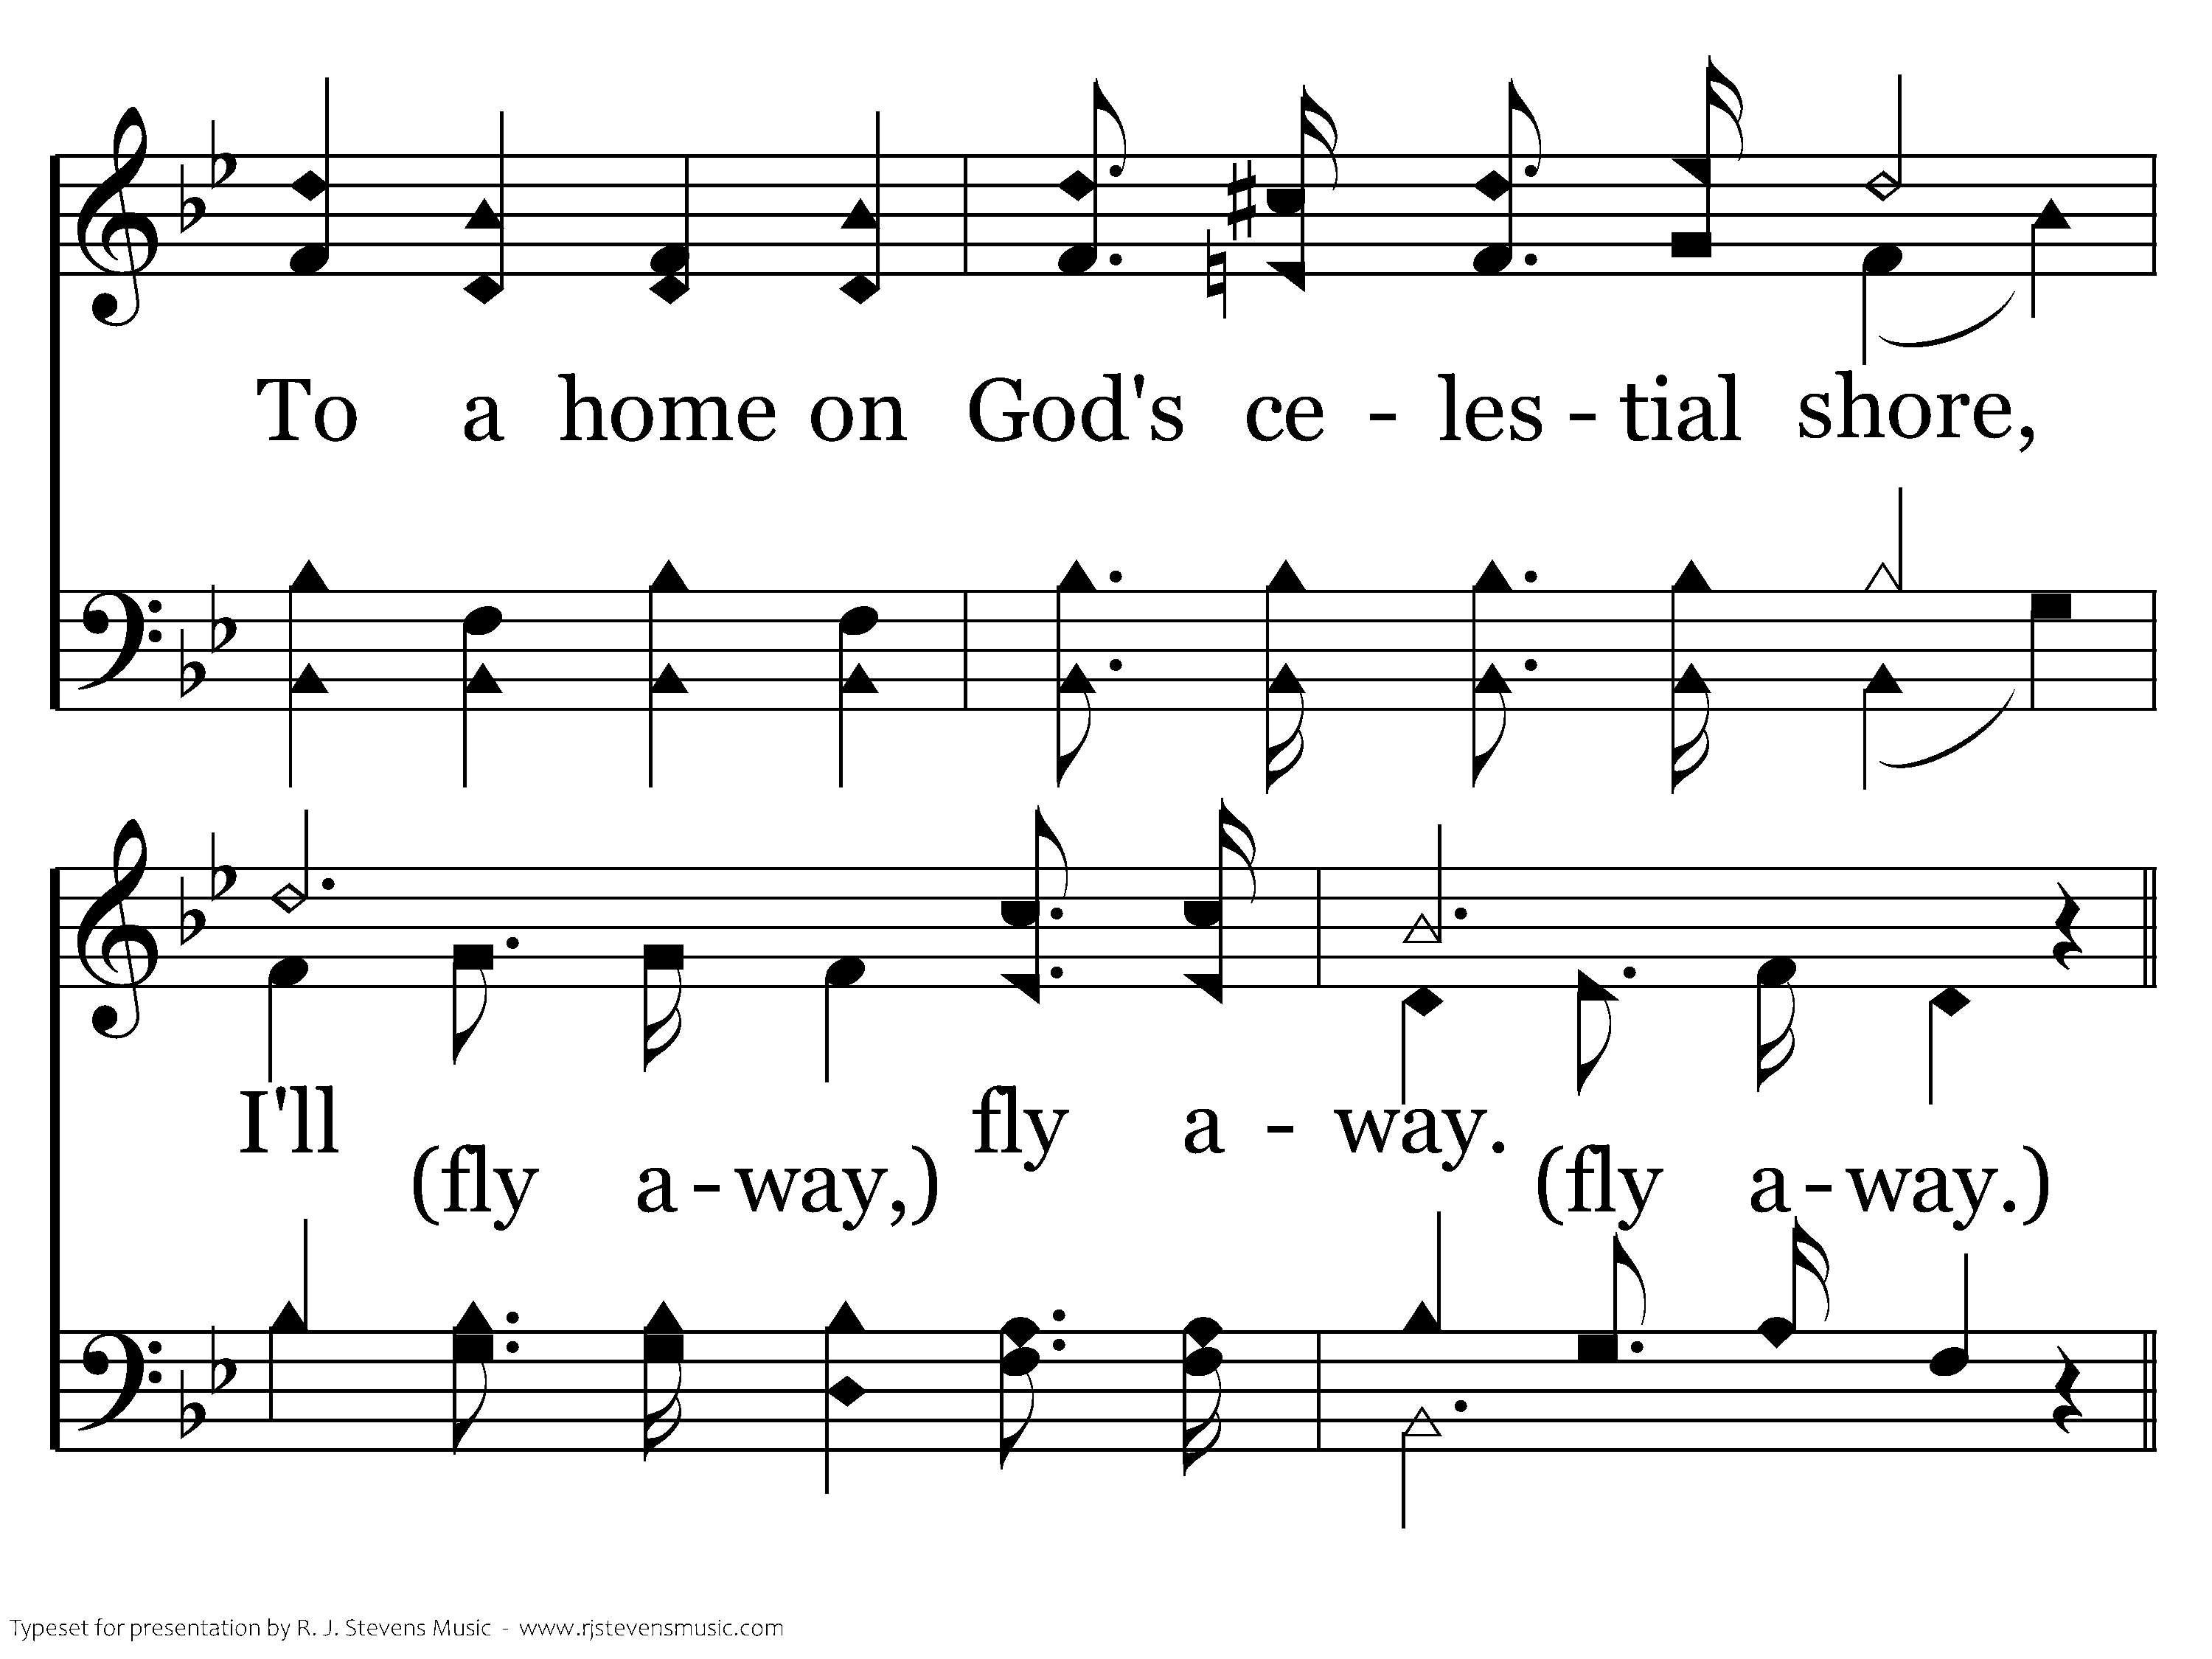 To a home on God's ce - les - tial shore,
I'll fly a - way.
(fly a - way,) (fly a - way.)
Typeset for presentation by R. J. Stevens Music - www.rjstevensmusic.com